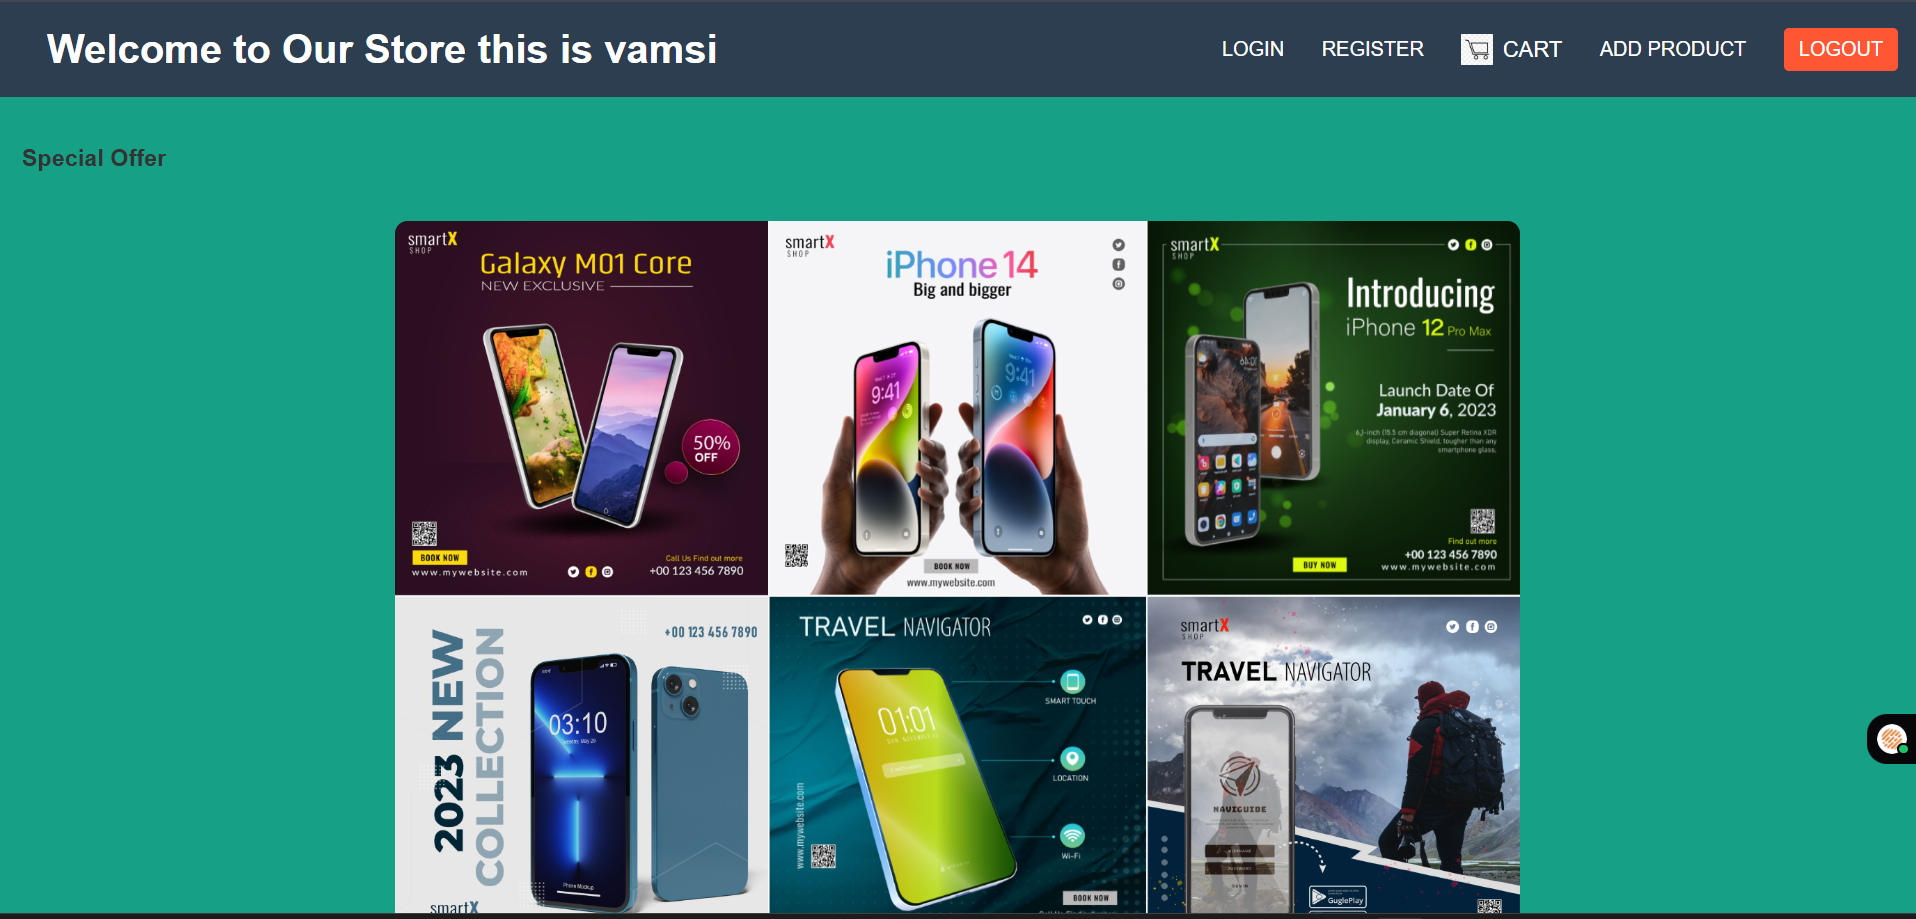 Welcome to Our Store this is vamsi
LOGIN
REGISTER
CART
ADD PRODUCT
LOGOUT
Special Offer
smartX
SHOP
Galaxy M01 Core
NEW EXCLUSIVE
50%
OFF
BOOK NOW
www.mywebsite.com
Call Us Find out more
+00 123 456 7890
smartX
SHOP
iPhone 14
Big and bigger
9:41
9:41
BOOK NOW
www.mywebsite.com
smartX
SHOP
Introducing
iPhone 12 Pro Max
Launch Date Of
January 6, 2023
6,1-inch (15.5 cm diagonal) Super Retina XDR
display, Ceramic Shield, tougher than any
smartphone glass.
Find out more
+00 123 456 7890
BUY NOW
www.mywebsite.com
+00 123 456 7890
2023 NEW
COLLECTION
03:10
Phone Mockup
smartX
TRAVEL NAVIGATOR
01:01
SMART TOUCH
LOCATION
Wi-Fi
www.mywebsite.com
BOOK NOW
smartX
SHOP
TRAVEL NAVIGATOR
NAVIGUIDE
SIGN IN
GuglePlay